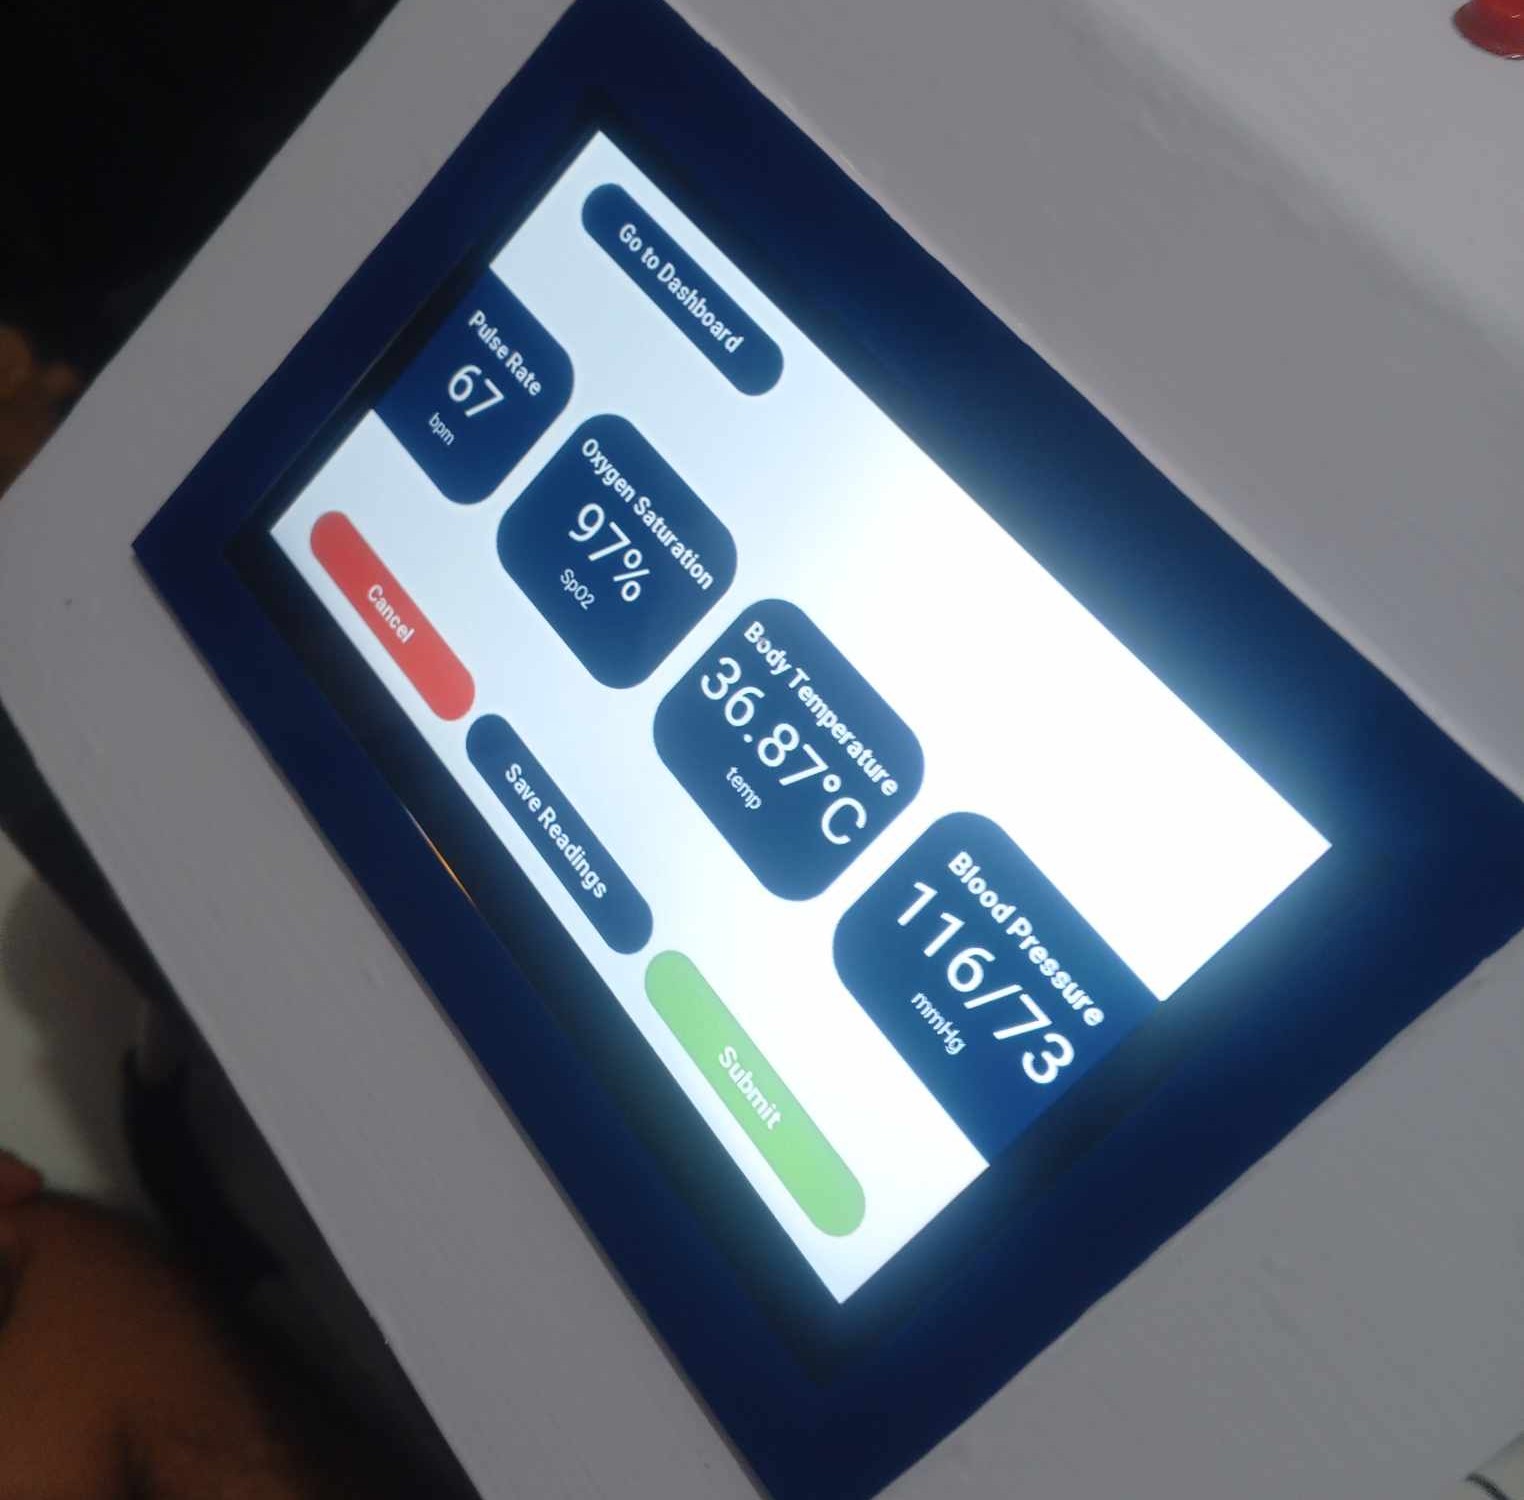 Go to Dashboard
Pulse Rate
67
bpm
Oxygen Saturation
97%
SpO2
Body Temperature
36.87°C
temp
Blood Pressure
116/73
mmHg
Cancel
Save Readings
Submit